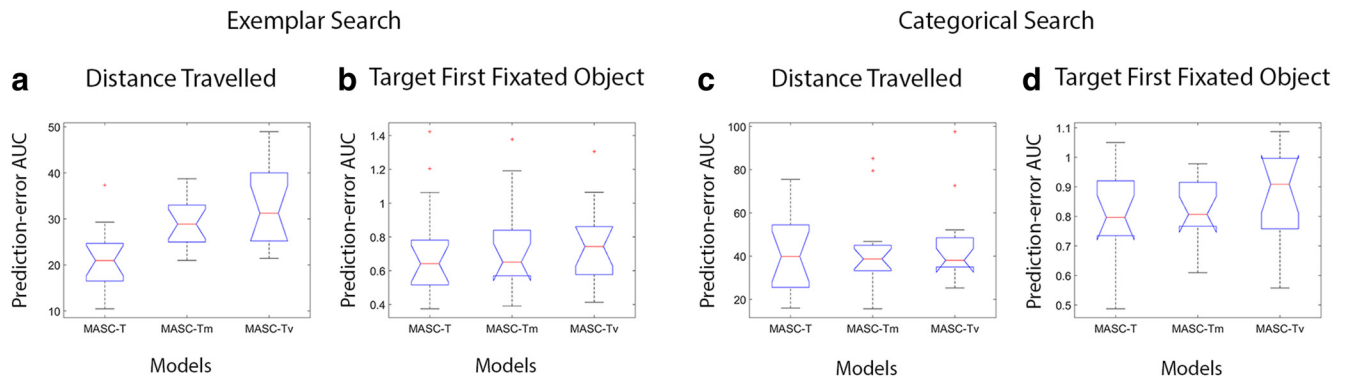 Exemplar Search
Categorical Search
a Distance Travelled
b Target First Fixated Object
c Distance Travelled
d Target First Fixated Object
Prediction-error AUC
50
40
30
20
10
MASC-T MASC-Tm MASC-Tv
Models
Prediction-error AUC
1.4
1.2
1
0.8
0.6
0.4
MASC-T MASC-Tm MASC-Tv
Models
Prediction-error AUC
100
80
60
40
20
MASC-T MASC-Tm MASC-Tv
Models
Prediction-error AUC
1.1
1
0.9
0.8
0.7
0.6
0.5
MASC-T MASC-Tm MASC-Tv
Models